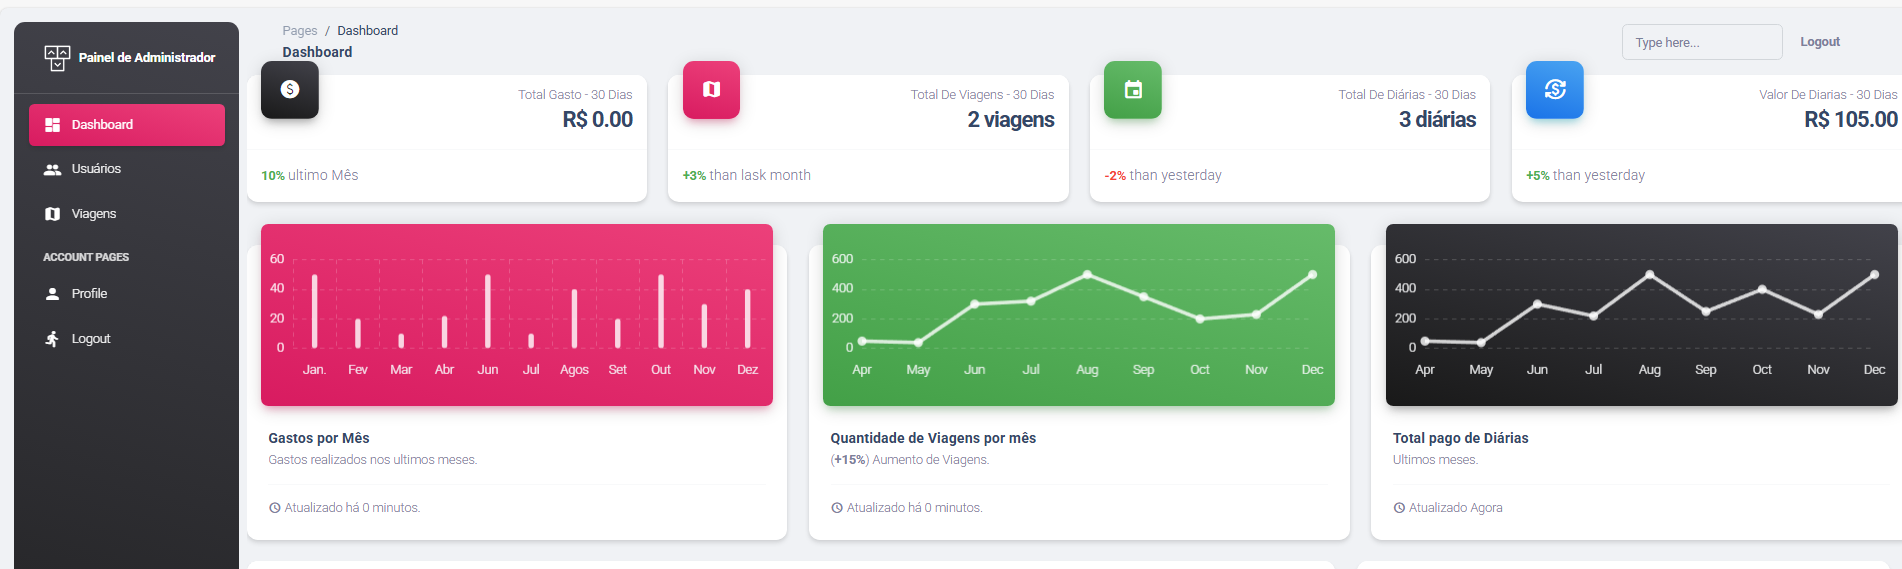 Painel de Administrador
Dashboard
Usuários
Viagens
ACCOUNT PAGES
Profile
Logout
Pages / Dashboard
Dashboard
Type here...
Logout
Total Gasto - 30 Dias
R$ 0.00
10% ultimo Mês
Total De Viagens - 30 Dias
2 viagens
+3% than lask month
Total De Diárias - 30 Dias
3 diárias
-2% than yesterday
Valor De Diarias - 30 Dias
R$ 105.00
+5% than yesterday
60
40
20
0
Jan. Fev Mar Abr Jun Jul Agos Set Out Nov Dez
Gastos por Mês
Gastos realizados nos ultimos meses.
Atualizado há 0 minutos.
600
400
200
0
Apr May Jun Jul Aug Sep Oct Nov Dec
Quantidade de Viagens por mês
(+15%) Aumento de Viagens.
Atualizado há 0 minutos.
600
400
200
0
Apr May Jun Jul Aug Sep Oct Nov Dec
Total pago de Diárias
Ultimos meses.
Atualizado Agora